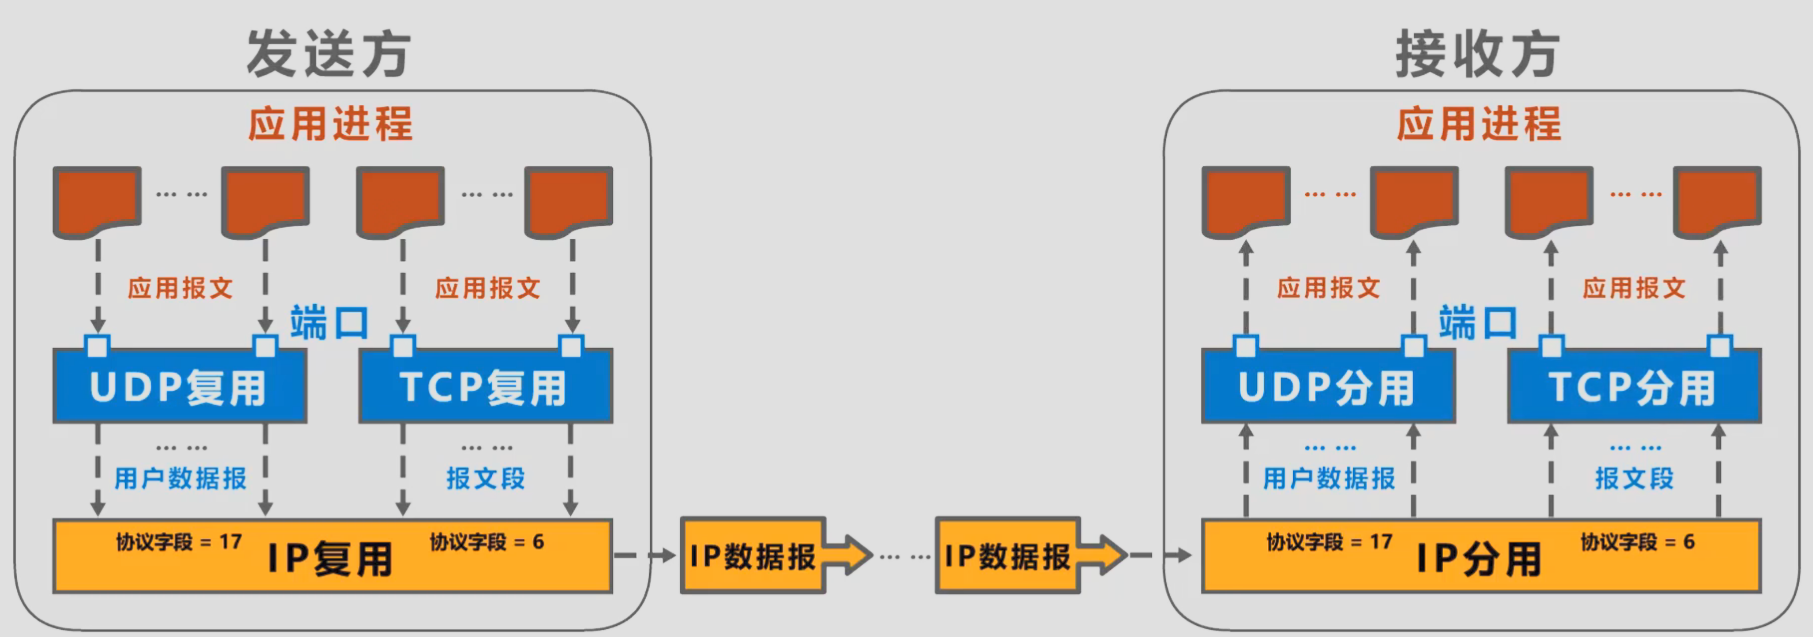 发送方
接收方
应用进程
应用进程
... ...
... ...
... ...
... ...
应用报文
应用报文
应用报文
应用报文
端口
端口
UDP复用
TCP复用
UDP分用
TCP分用
... ...
... ...
... ...
... ...
用户数据报
报文段
用户数据报
报文段
协议字段 = 17
协议字段 = 6
IP复用
IP数据报
... ...
IP数据报
协议字段 = 17
协议字段 = 6
IP分用